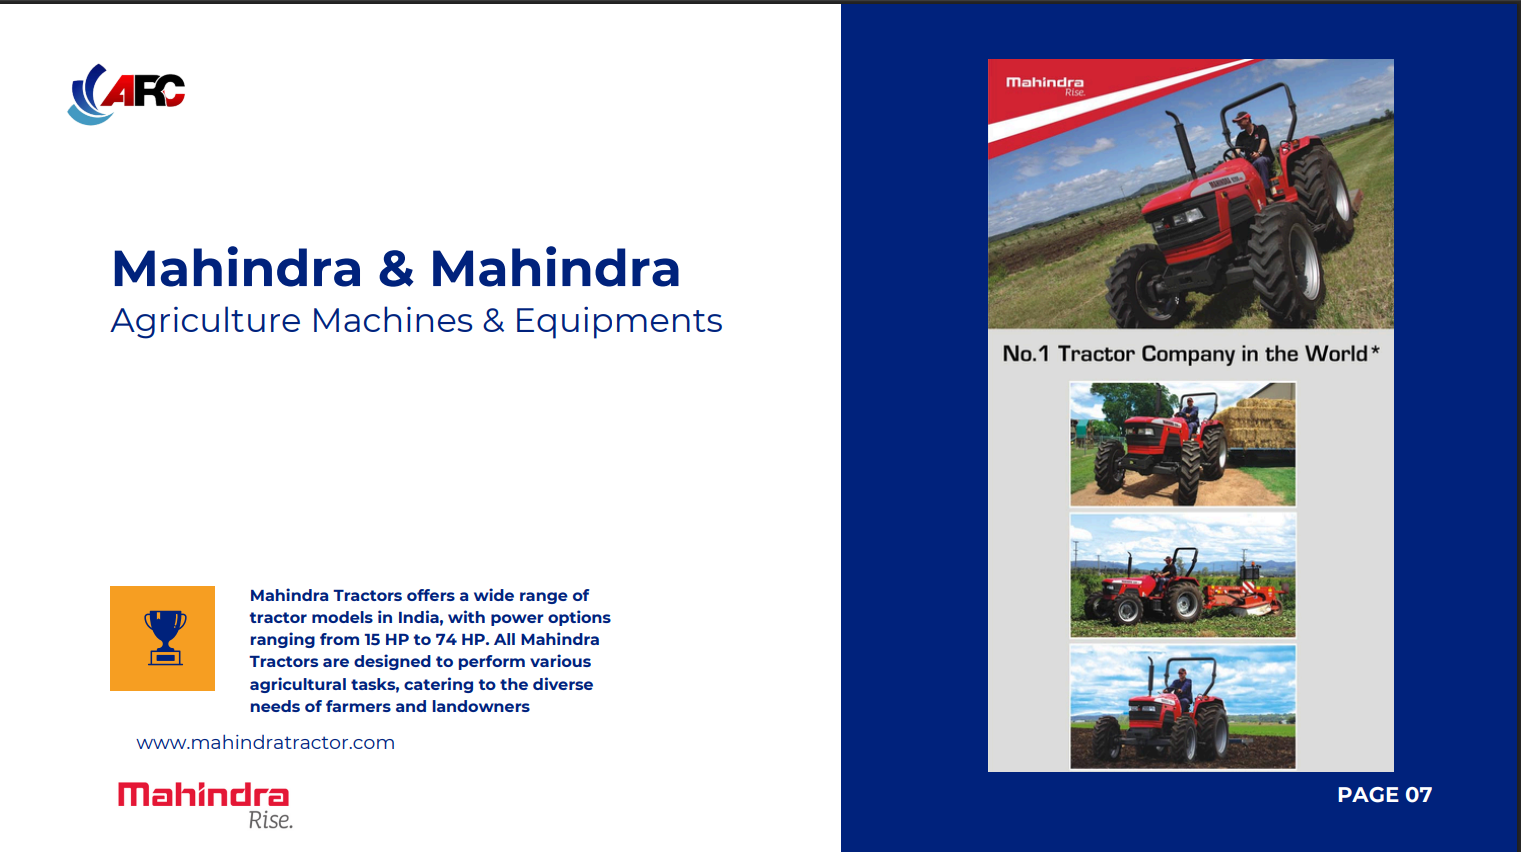 ARC
Mahindra & Mahindra
Agriculture Machines & Equipments
Mahindra Tractors offers a wide range of
tractor models in India, with power options
ranging from 15 HP to 74 HP. All Mahindra
Tractors are designed to perform various
agricultural tasks, catering to the diverse
needs of farmers and landowners
www.mahindratractor.com
Mahindra
Rise.
Mahindra
Rise.
No.1 Tractor Company in the World*
PAGE 07